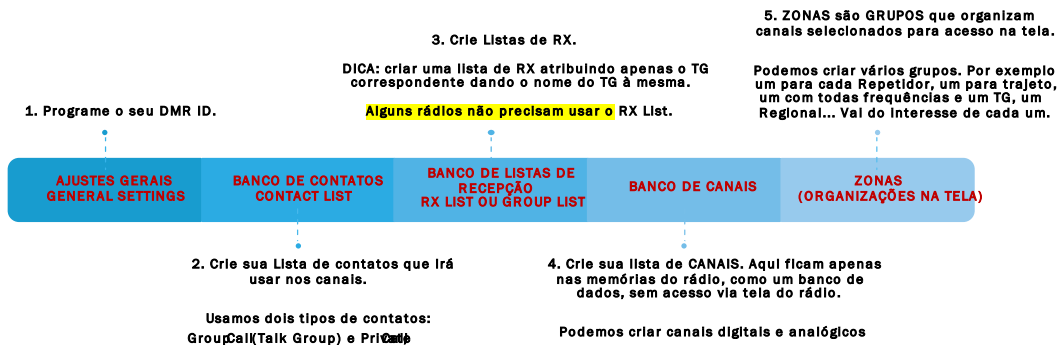 1. Programe o seu DMR ID.
3. Crie Listas de RX.
DICA: criar uma lista de RX atribuindo apenas o TG
correspondente dando o nome do TG à mesma.
Alguns rádios não precisam usar o RX List.
5. ZONAS são GRUPOS que organizam
canais selecionados para acesso na tela.
Podemos criar vários grupos. Por exemplo
um para cada Repetidor, um para trajeto,
um com todas frequências e um TG, um
Regional... Vai do interesse de cada um.
AJUSTES GERAIS
GENERAL SETTINGS
BANCO DE CONTATOS
CONTACT LIST
BANCO DE LISTAS DE
RECEPÇÃO
RX LIST OU GROUP LIST
BANCO DE CANAIS
ZONAS
(ORGANIZAÇÕES NA TELA)
2. Crie sua Lista de contatos que irá
usar nos canais.
Usamos dois tipos de contatos:
Group Call (Talk Group) e Private Call
4. Crie sua lista de CANAIS. Aqui ficam apenas
nas memórias do rádio, como um banco de
dados, sem acesso via tela do rádio.
Podemos criar canais digitais e analógicos